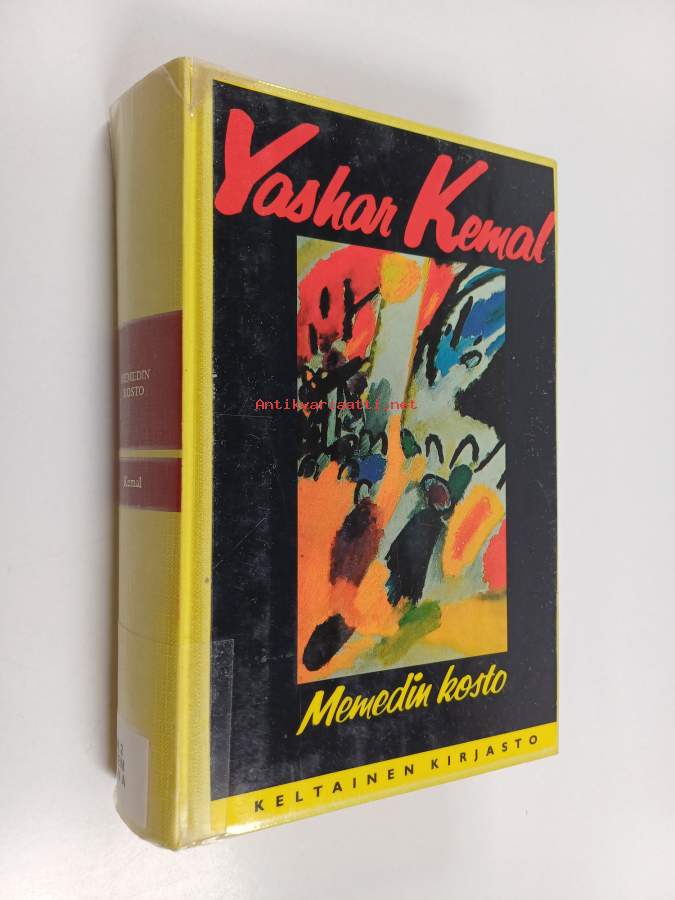 Yashar Kemal
Antikvariaatti.net
Memedin kosto
KELTAINEN KIRJASTO
MEMEDIN
KOSTO
Kemal